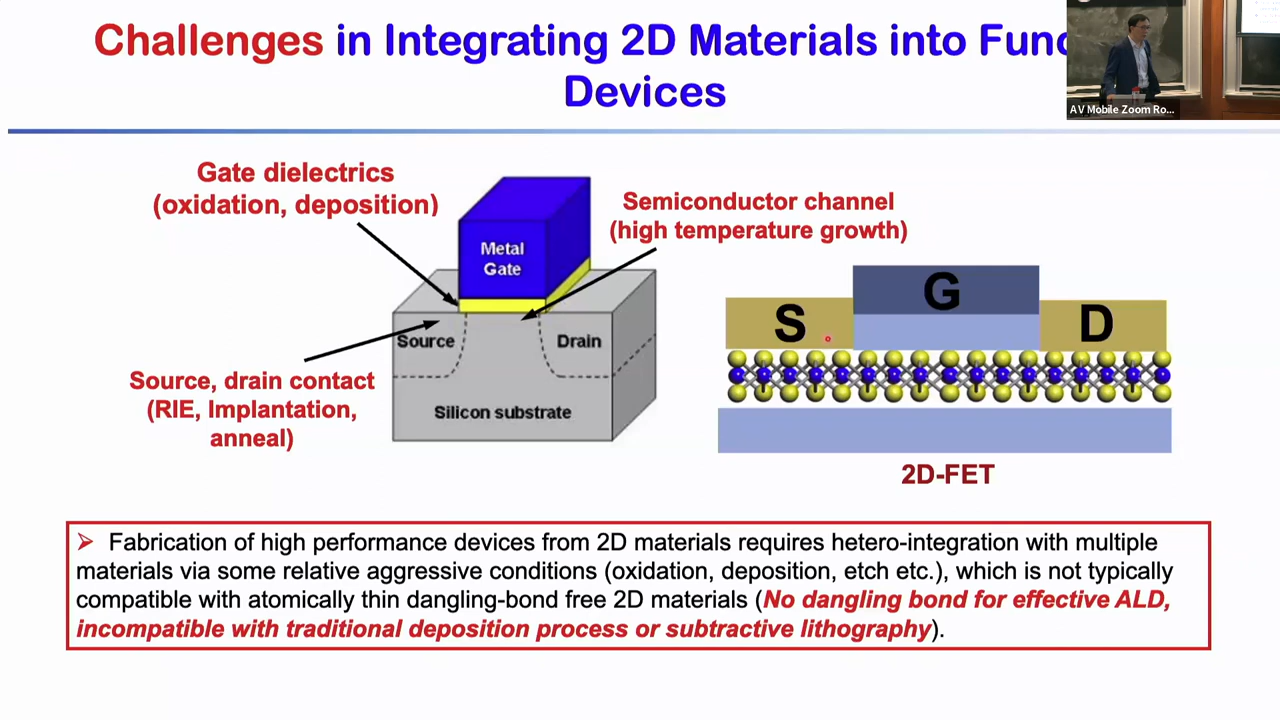 Challenges in Integrating 2D Materials into Func
Devices
AV Mobile Zoom Ro...
Gate dielectrics
(oxidation, deposition)
Semiconductor channel
(high temperature growth)
Metal
Gate
Source
Drain
Silicon substrate
Source, drain contact
(RIE, Implantation,
anneal)
S
G
D
2D-FET
➢ Fabrication of high performance devices from 2D materials requires hetero-integration with multiple
materials via some relative aggressive conditions (oxidation, deposition, etch etc.), which is not typically
compatible with atomically thin dangling-bond free 2D materials (No dangling bond for effective ALD,
incompatible with traditional deposition process or subtractive lithography).